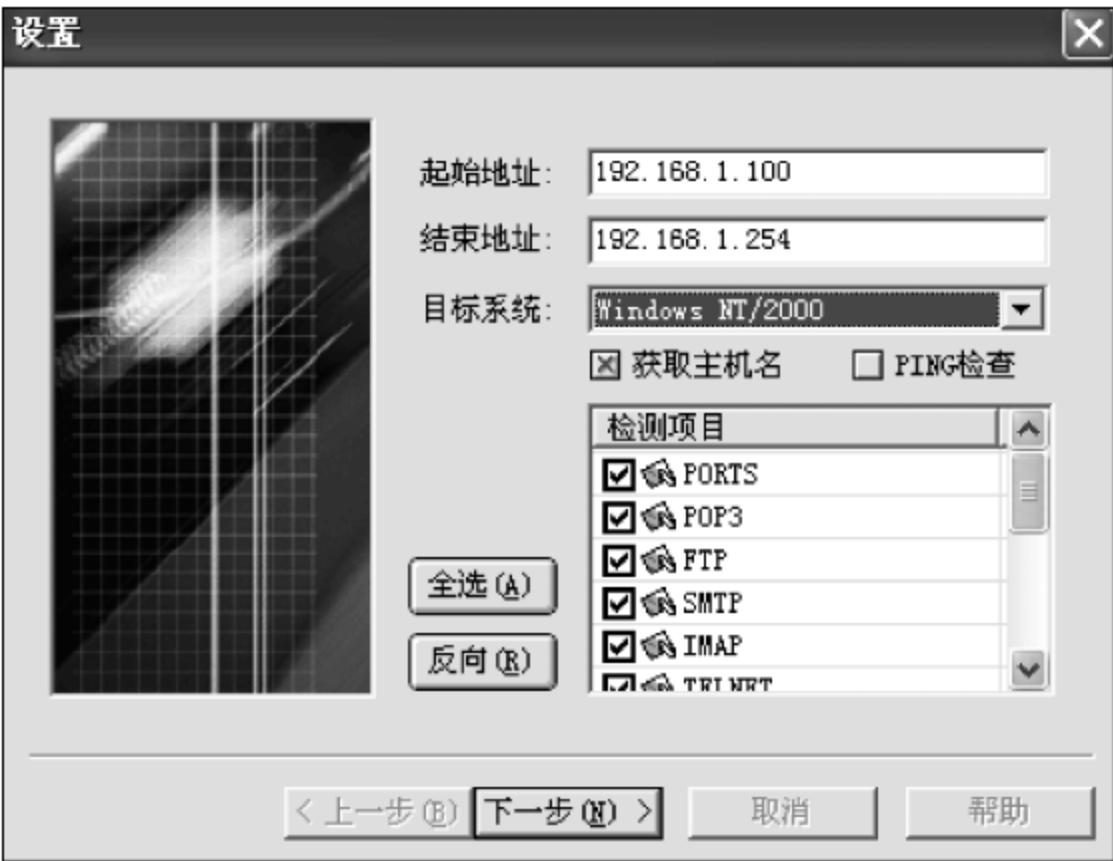 设置
起始地址: 192.168.1.100
结束地址: 192.168.1.254
目标系统: Windows NT/2000
获取主机名 PING检查
检测项目
PORTS
POP3
FTP
全选(A)
SMTP
反向(R)
IMAP
TELNET
< 上一步(B) 下一步(N) > 取消 帮助